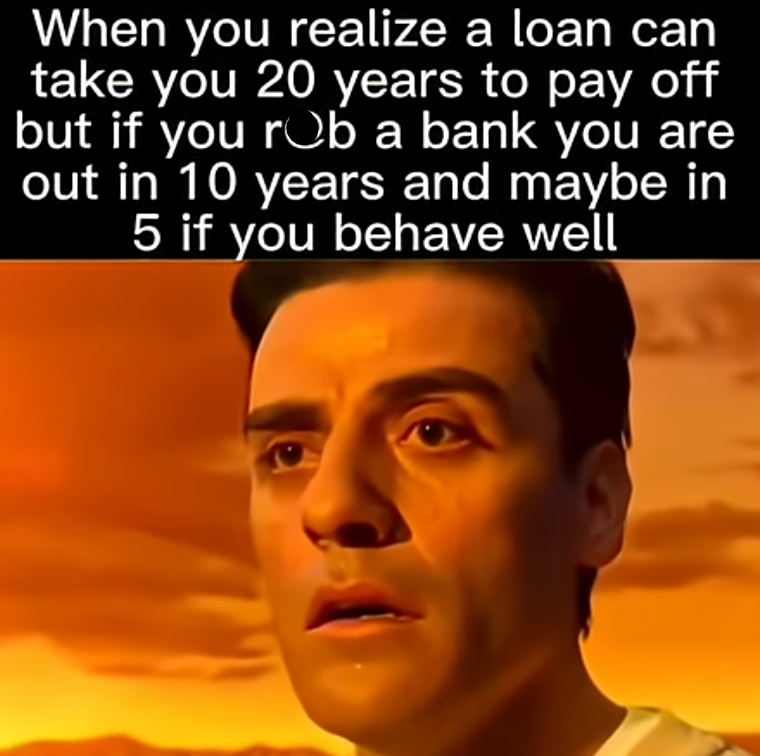 When you realize a loan can
take you 20 years to pay off
but if you rob a bank you are
out in 10 years and maybe in
5 if you behave well